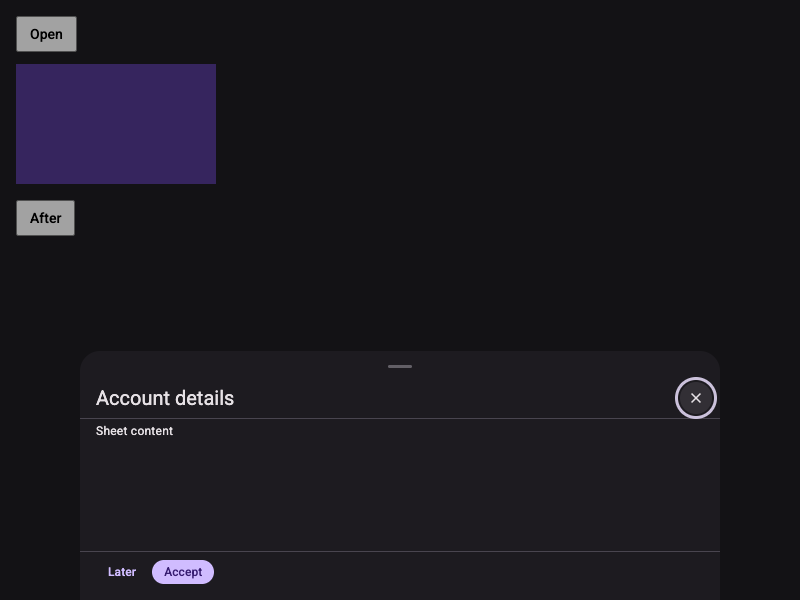 Open
After
Account details
Sheet content
Later
Accept